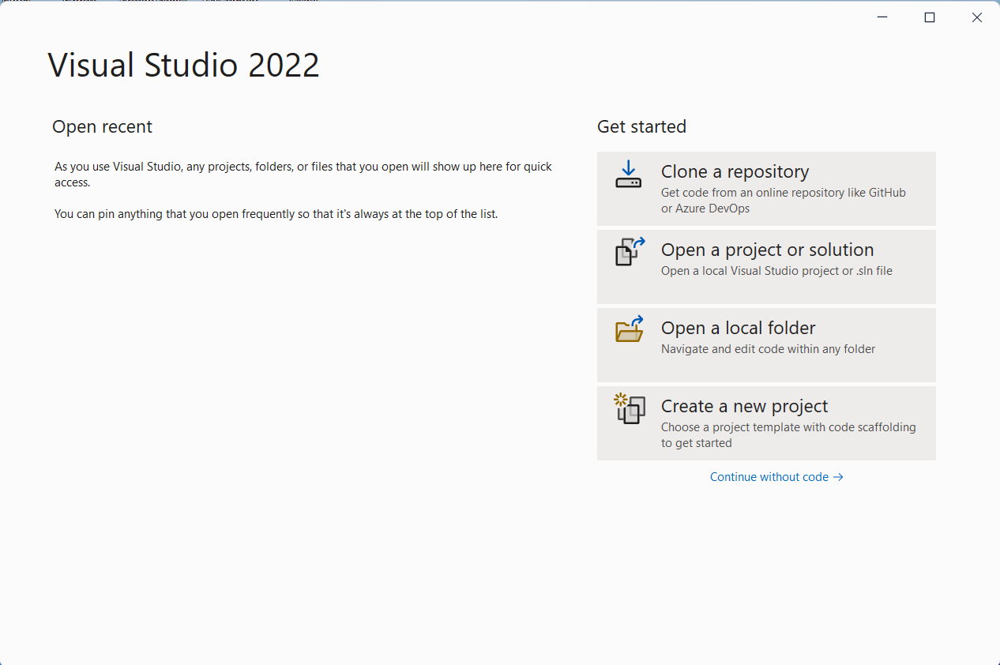 Visual Studio 2022
Open recent
As you use Visual Studio, any projects, folders, or files that you open will show up here for quick
access.
You can pin anything that you open frequently so that it's always at the top of the list.
Get started
Clone a repository
Get code from an online repository like GitHub
or Azure DevOps
Open a project or solution
Open a local Visual Studio project or .sln file
Open a local folder
Navigate and edit code within any folder
Create a new project
Choose a project template with code scaffolding
to get started
Continue without code →